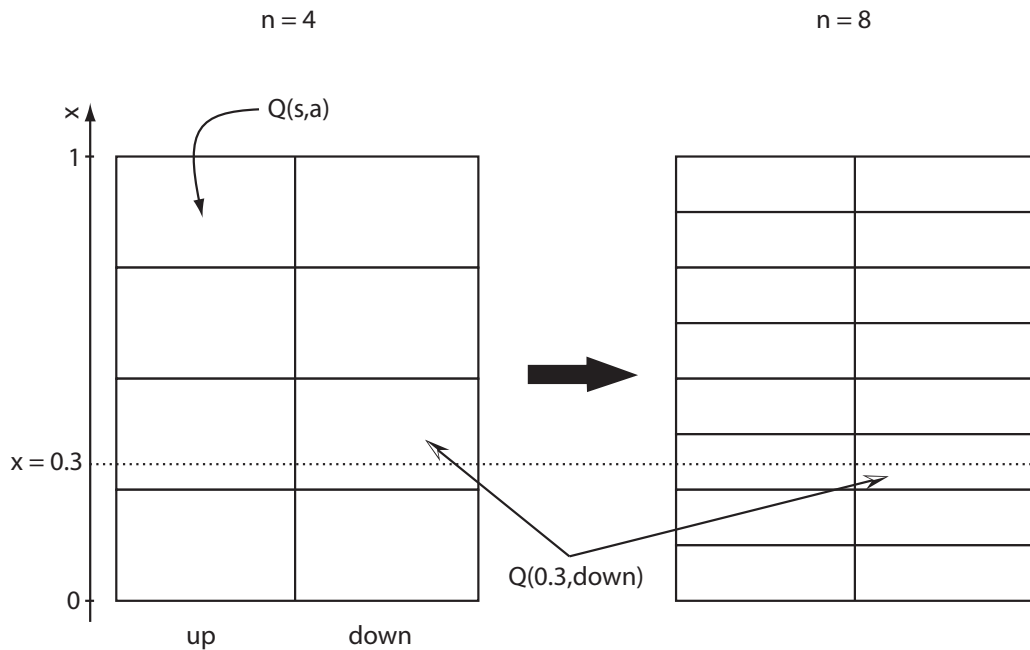 n = 4
n = 8
x
Q(s,a)
1
x = 0.3
Q(0.3,down)
0
up
down